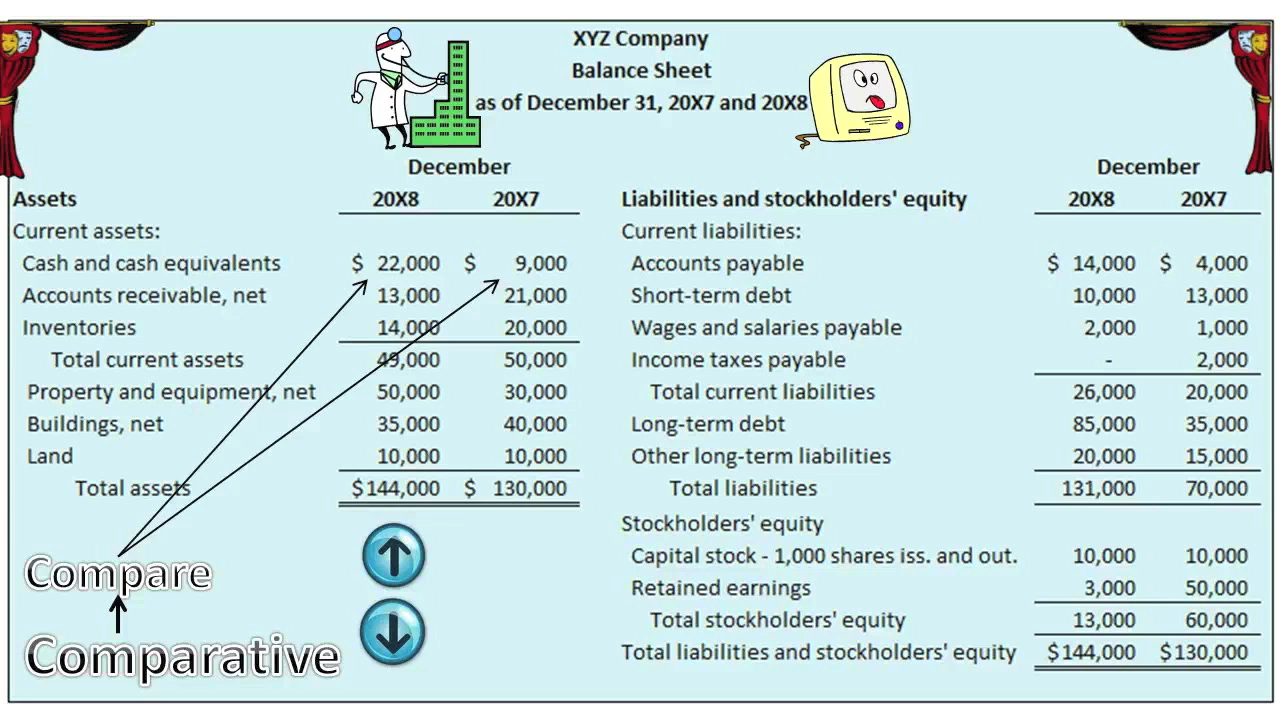 XYZ Company
Balance Sheet
as of December 31, 20X7 and 20X8
December
Assets 20X8 20X7
Current assets:
Cash and cash equivalents $ 22,000 $ 9,000
Accounts receivable, net 13,000 21,000
Inventories 14,000 20,000
Total current assets 49,000 50,000
Property and equipment, net 50,000 30,000
Buildings, net 35,000 40,000
Land 10,000 10,000
Total assets $144,000 $ 130,000
Compare
Comparative
December
Liabilities and stockholders' equity 20X8 20X7
Current liabilities:
Accounts payable $ 14,000 $ 4,000
Short-term debt 10,000 13,000
Wages and salaries payable 2,000 1,000
Income taxes payable - 2,000
Total current liabilities 26,000 20,000
Long-term debt 85,000 35,000
Other long-term liabilities 20,000 15,000
Total liabilities 131,000 70,000
Stockholders' equity
Capital stock - 1,000 shares iss. and out. 10,000 10,000
Retained earnings 3,000 50,000
Total stockholders' equity 13,000 60,000
Total liabilities and stockholders' equity $144,000 $130,000